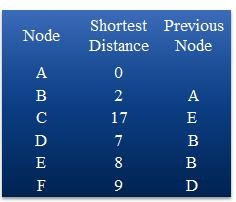 Node Shortest Distance Previous Node
A 0
B 2 A
C 17 E
D 7 B
E 8 B
F 9 D